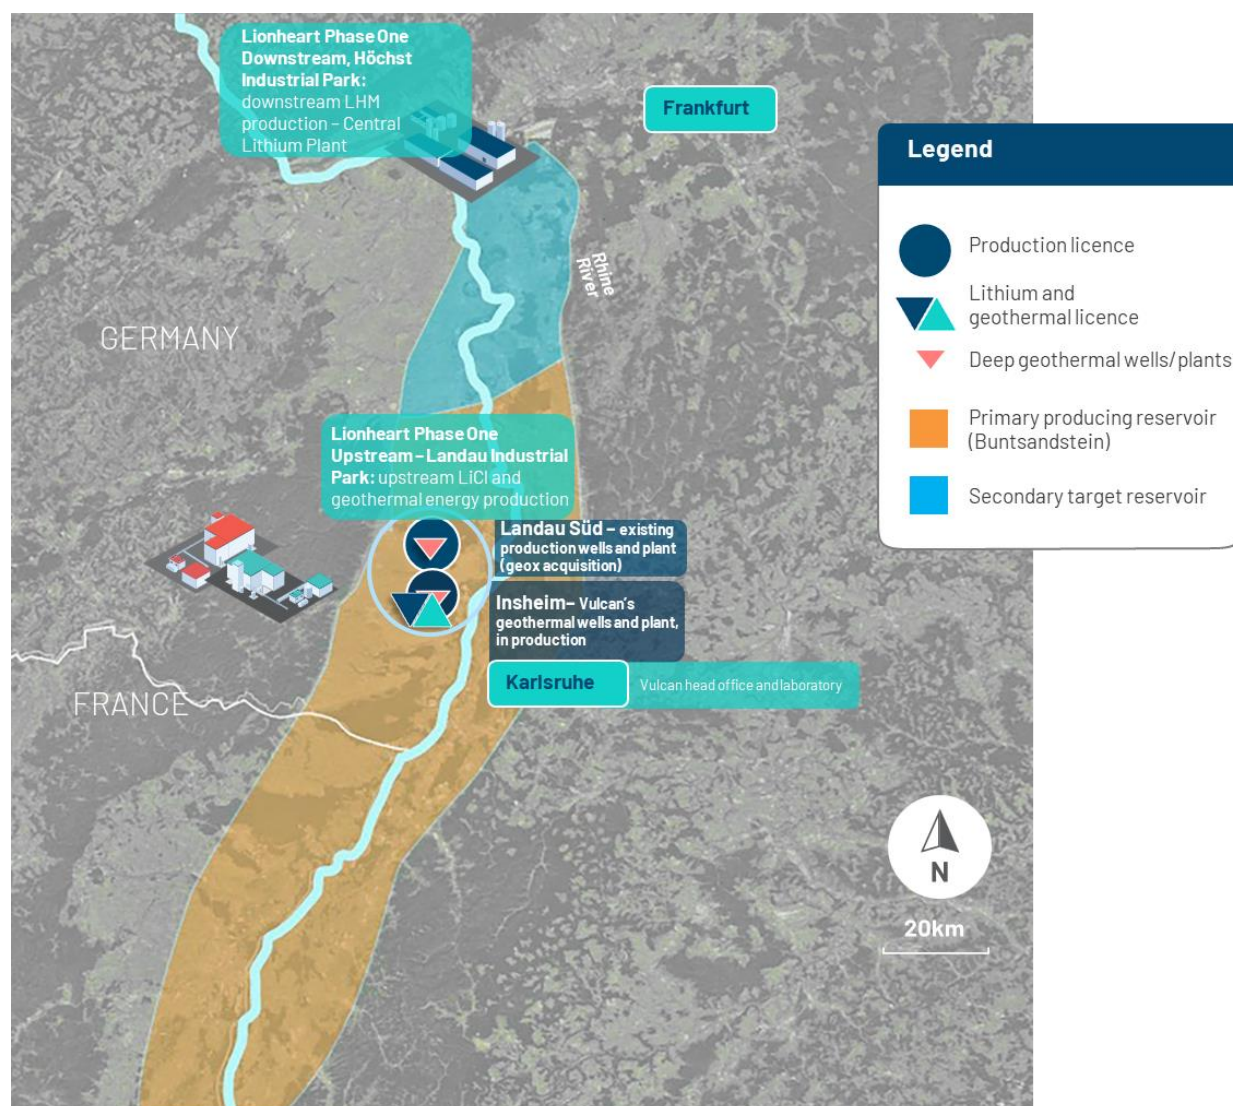 Lionheart Phase One
Downstream, Höchst
Industrial Park:
downstream LHM
production – Central
Lithium Plant
Frankfurt
Legend
Production licence
Lithium and
geothermal licence
Deep geothermal wells/plants
Primary producing reservoir
(Buntsandstein)
Secondary target reservoir
Rhine
River
GERMANY
Lionheart Phase One
Upstream – Landau Industrial
Park: upstream LiCl and
geothermal energy production
Landau Süd – existing
production wells and plant
(geox acquisition)
Insheim– Vulcan's
geothermal wells and plant,
in production
Karlsruhe
Vulcan head office and laboratory
FRANCE
N
20km